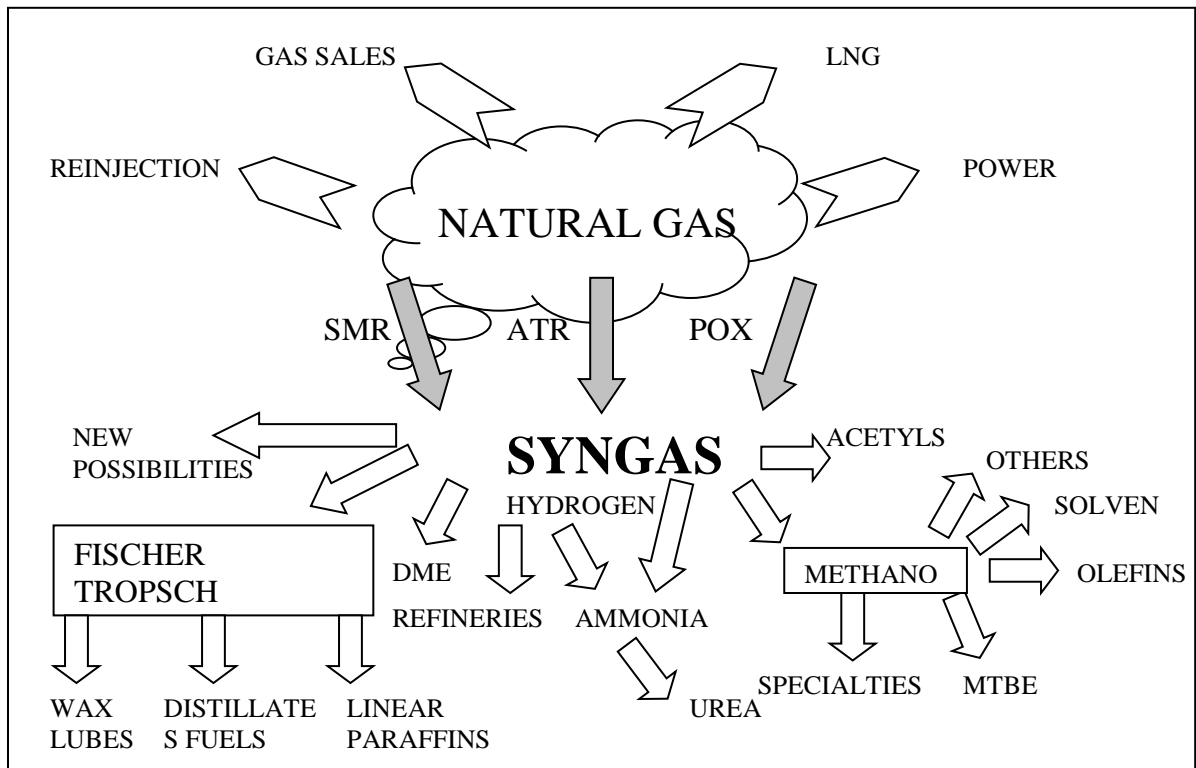 GAS SALES
LNG
REINJECTION
POWER
NATURAL GAS
SMR
ATR
POX
NEW
POSSIBILITIES
SYNGAS
HYDROGEN
ACETYLS
OTHERS
SOLVEN
FISCHER
TROPSCH
DME
METHANO
OLEFINS
REFINERIES
AMMONIA
SPECIALTIES
MTBE
UREA
WAX
LUBES
DISTILLATE
S FUELS
LINEAR
PARAFFINS